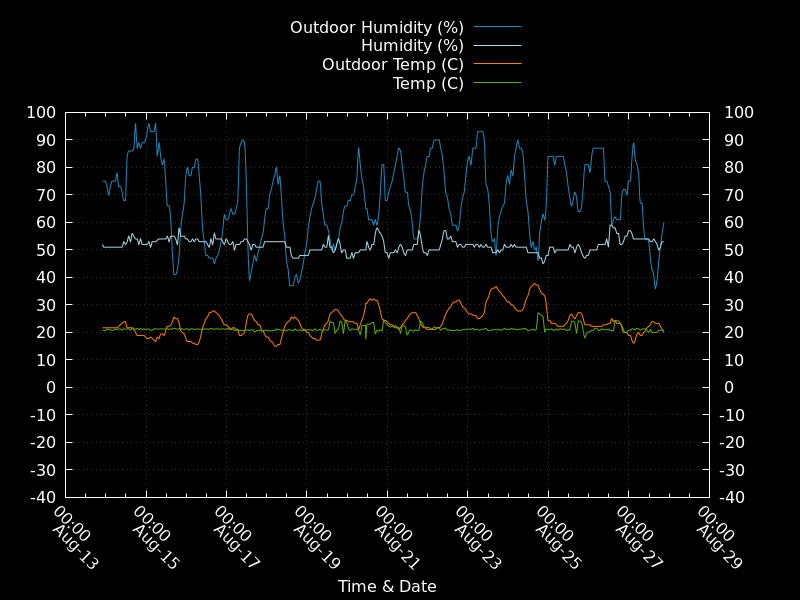 Outdoor Humidity (%)
Humidity (%)
Outdoor Temp (C)
Temp (C)
100 100
90 90
80 80
70 70
60 60
50 50
40 40
30 30
20 20
10 10
0 0
-10 -10
-20 -20
-30 -30
-40 -40
00:00 Aug-13
00:00 Aug-15
00:00 Aug-17
00:00 Aug-19
00:00 Aug-21
00:00 Aug-23
00:00 Aug-25
00:00 Aug-27
00:00 Aug-29
Time & Date